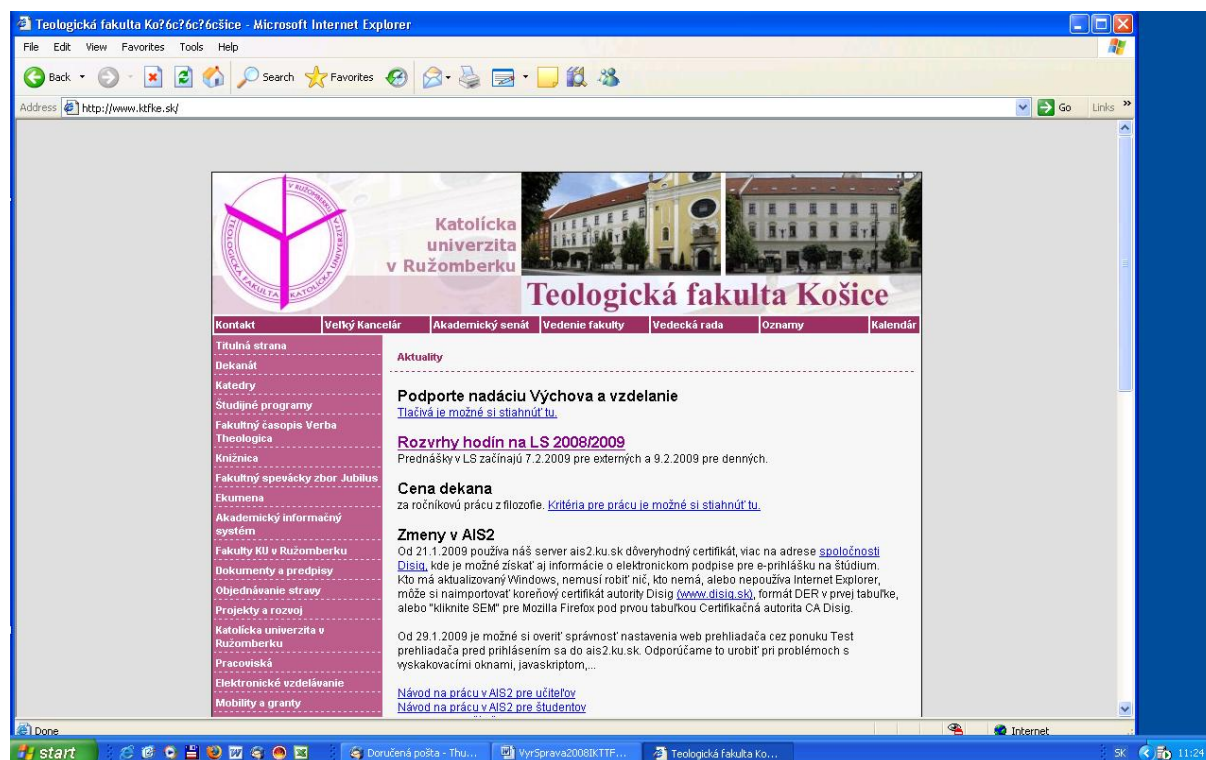 Teologická fakulta Ko?6c?6c?6cšice - Microsoft Internet Explorer
File Edit View Favorites Tools Help
Back Search Favorites
Address http://www.ktfke.sk/ Go Links »
V RUŽOMBERKU TEOLOGICKÁ FAKULTA KATOLÍCKA UNIVERZITA
Katolícka
univerzita
v Ružomberku
Teologická fakulta Košice
Kontakt Veľký Kancelár Akademický senát Vedenie fakulty Vedecká rada Oznamy Kalendár
Titulná strana
Dekanát
Katedry
Študijné programy
Fakultný časopis Verba
Theologica
Knižnica
Fakultný spevácky zbor Jubilus
Ekumena
Akademický informačný
systém
Fakulty KU v Ružomberku
Dokumenty a predpisy
Objednávanie stravy
Projekty a rozvoj
Katolícka univerzita v
Ružomberku
Pracoviská
Elektronické vzdelávanie
Mobility a granty
Aktuality
Podporte nadáciu Výchova a vzdelanie
Tlačivá je možné si stiahnúť tu.
Rozvrhy hodín na LS 2008/2009
Prednášky v LS začínajú 7.2.2009 pre externých a 9.2.2009 pre denných.
Cena dekana
za ročníkovú prácu z filozofie. Kritéria pre prácu je možné si stiahnúť tu.
Zmeny v AIS2
Od 21.1.2009 používa náš server ais2.ku.sk dôveryhodný certifikát, viac na adrese spoločnosti
Disig, kde je možné získať aj informácie o elektronickom podpise pre e-prihlášku na štúdium.
Kto má aktualizovaný Windows, nemusí robiť nič, kto nemá, alebo nepoužíva Internet Explorer,
môže si naimportovať koreňový certifikát autority Disig (www.disig.sk), formát DER v prvej tabuľke,
alebo "kliknite SEM" pre Mozilla Firefox pod prvou tabuľkou Certifikačná autorita CA Disig.
Od 29.1.2009 je možné si overiť správnosť nastavenia web prehliadača cez ponuku Test
prehliadača pred prihlásením sa do ais2.ku.sk. Odporúčame to urobiť pri problémoch s
vyskakovacími oknami, javaskriptom,...
Návod na prácu v AIS2 pre učiteľov
Návod na prácu v AIS2 pre študentov
Done Internet
start Doručená pošta - Thu... VyrSprava2008IKTTF... Teologická fakulta Ko... SK 11:24